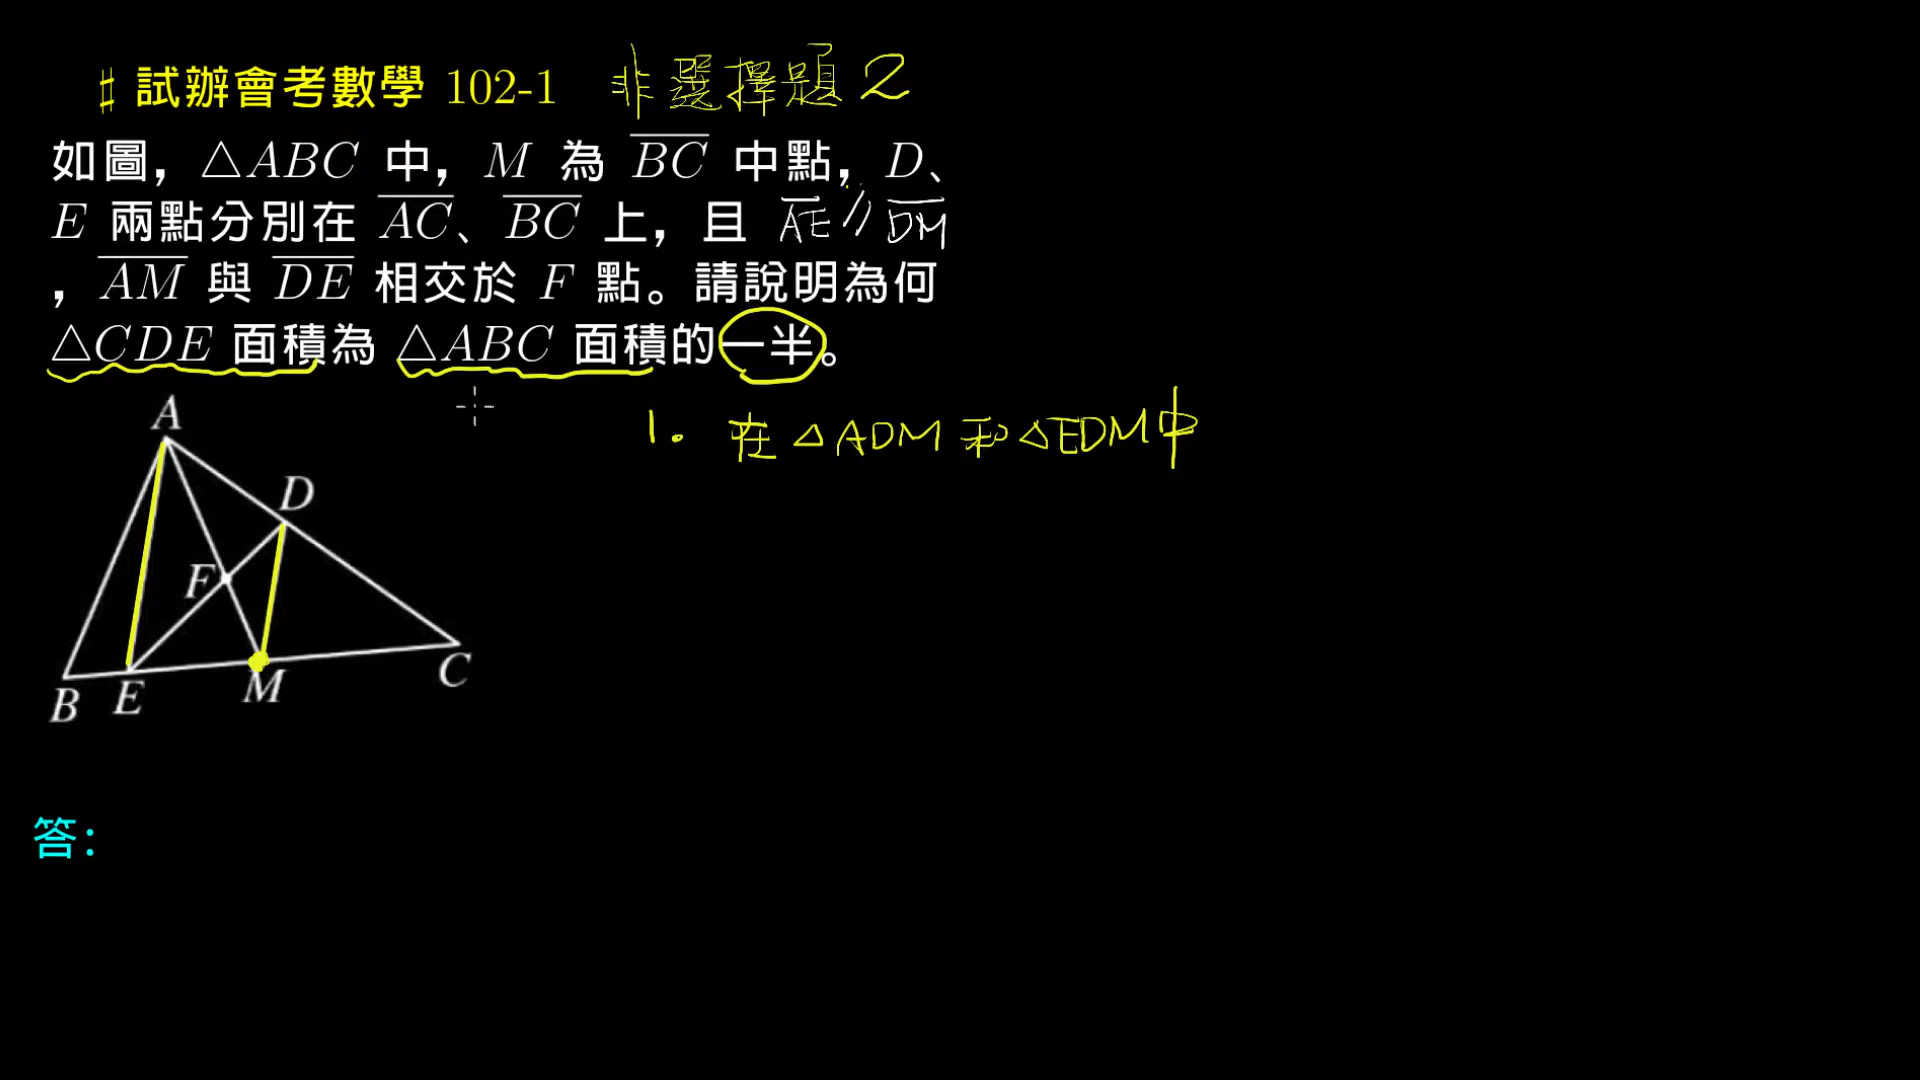 # 試辦會考數學 102-1 非選擇題 2
如圖，△ABC 中，M 為 BC 中點，D、
E 兩點分別在 AC、BC 上，且 AE // DM
，AM 與 DE 相交於 F 點。請說明為何
△CDE 面積為 △ABC 面積的一半。
1. 在 △ADM 和 △EDM 中
A
D
F
B E M C
答：